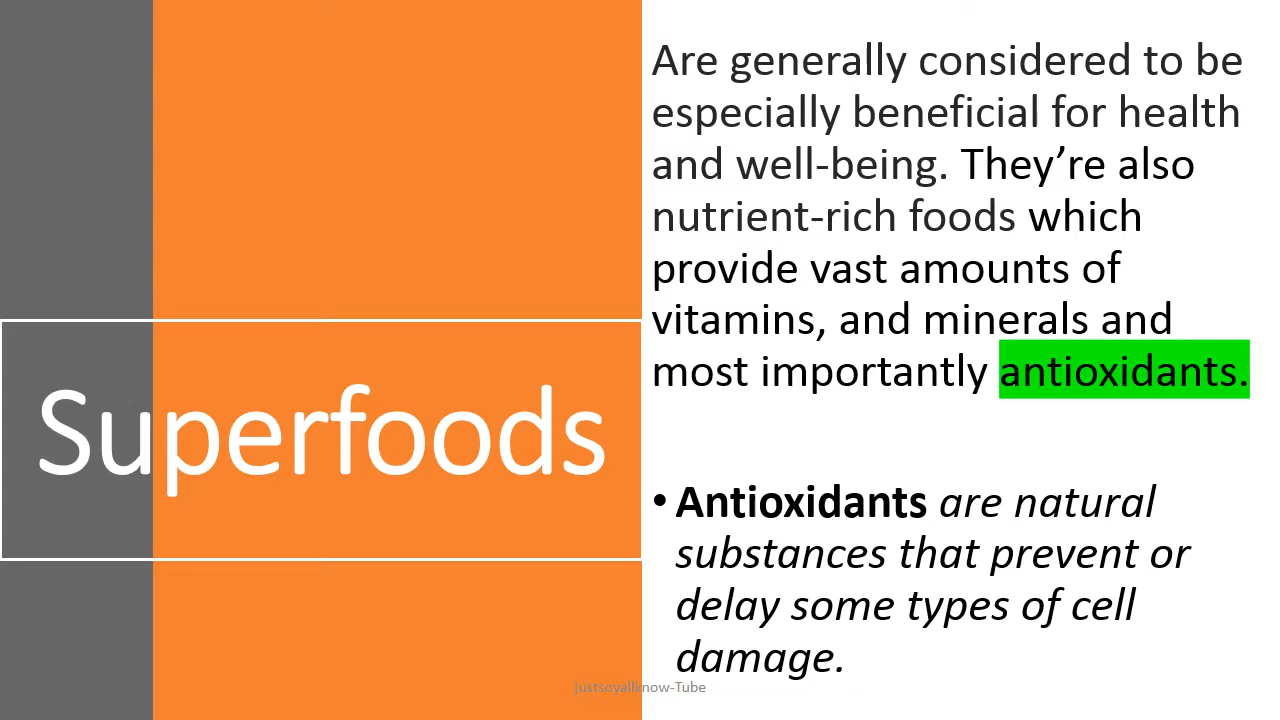 Superfoods
Are generally considered to be
especially beneficial for health
and well-being. They’re also
nutrient-rich foods which
provide vast amounts of
vitamins, and minerals and
most importantly antioxidants.
• Antioxidants are natural
substances that prevent or
delay some types of cell
damage.
justsoyallknow-Tube